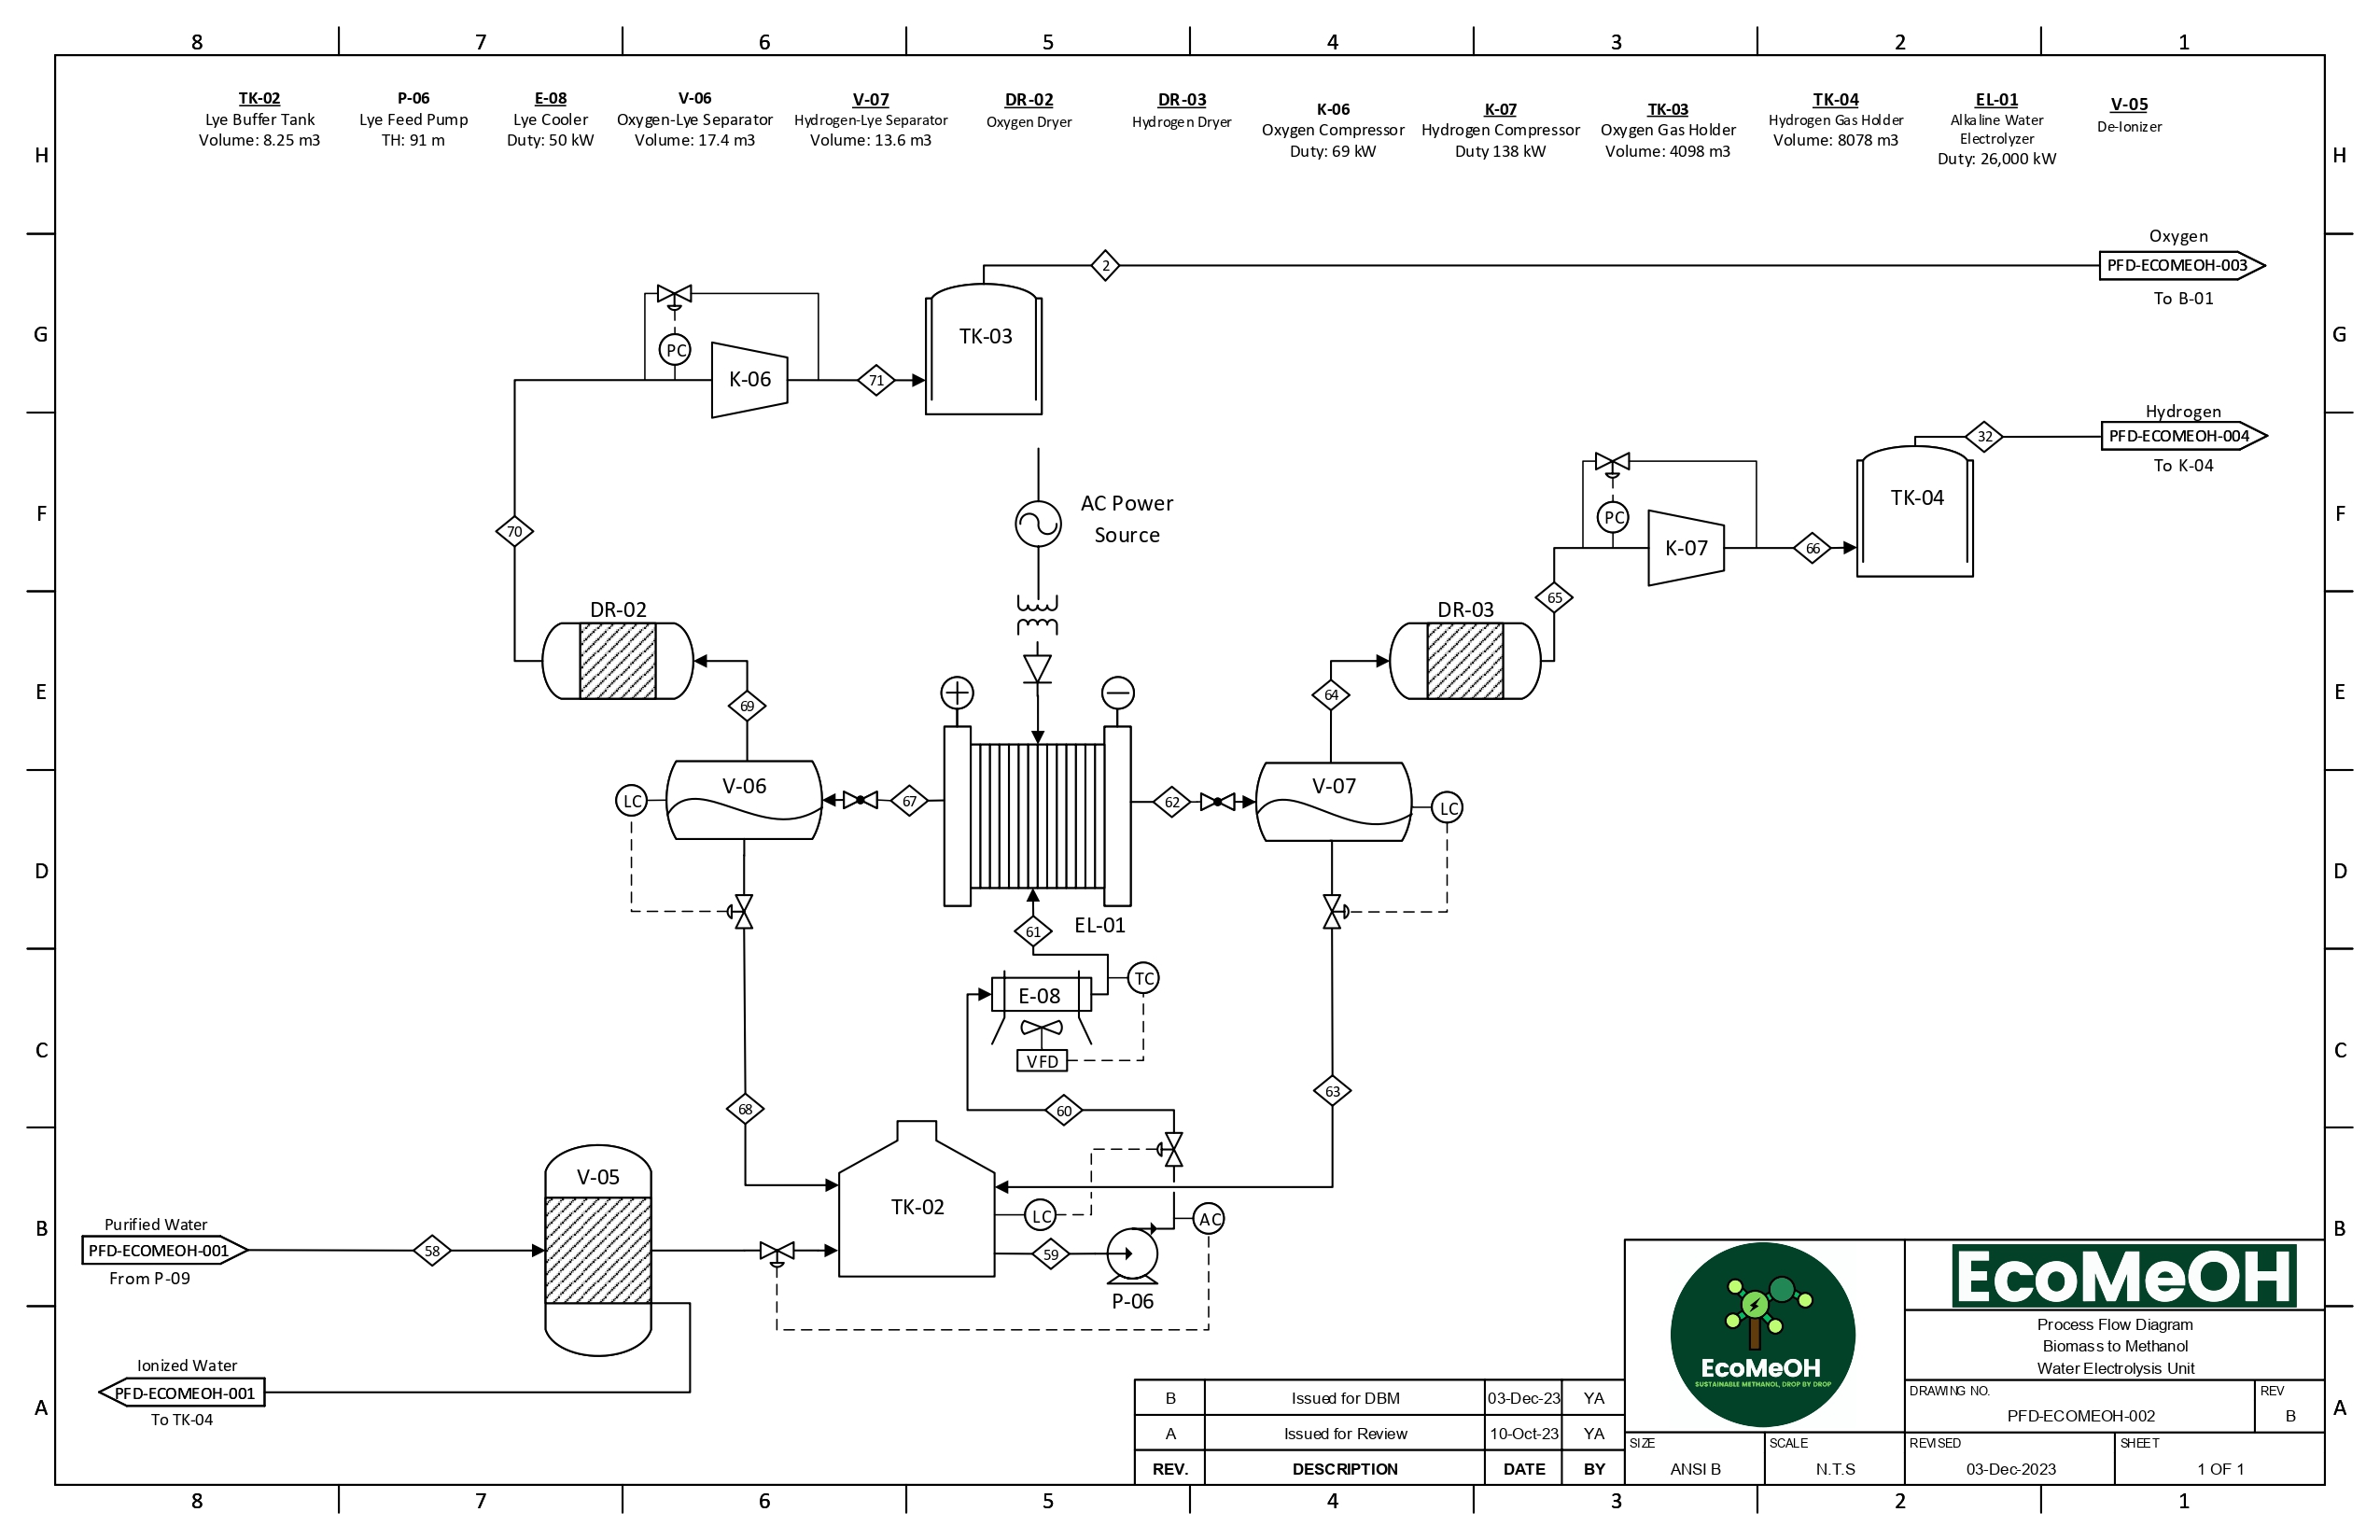 8 7 6 5 4 3 2 1
TK-02
Lye Buffer Tank
Volume: 8.25 m3
P-06
Lye Feed Pump
TH: 91 m
E-08
Lye Cooler
Duty: 50 kW
V-06
Oxygen-Lye Separator
Volume: 17.4 m3
V-07
Hydrogen-Lye Separator
Volume: 13.6 m3
DR-02
Oxygen Dryer
DR-03
Hydrogen Dryer
K-06
Oxygen Compressor
Duty: 69 kW
K-07
Hydrogen Compressor
Duty 138 kW
TK-03
Oxygen Gas Holder
Volume: 4098 m3
TK-04
Hydrogen Gas Holder
Volume: 8078 m3
EL-01
Alkaline Water
Electrolyzer
Duty: 26,000 kW
V-05
De-Ionizer
H
H
Oxygen
2
PFD-ECOMEOH-003
To B-01
G
G
PC
TK-03
K-06
71
Hydrogen
32
PFD-ECOMEOH-004
To K-04
F
F
AC Power
Source
70
PC
K-07
66
TK-04
65
DR-02
DR-03
E
E
69
64
V-06
LC
67
62
V-07
LC
D
D
61
EL-01
TC
E-08
VFD
C
C
68
60
63
V-05
TK-02
LC
AC
59
P-06
B
B
Purified Water
PFD-ECOMEOH-001
From P-09
58
Ionized Water
PFD-ECOMEOH-001
To TK-04
A
A
B Issued for DBM 03-Dec-23 YA
A Issued for Review 10-Oct-23 YA
REV. DESCRIPTION DATE BY
EcoMeOH
SUSTAINABLE METHANOL, DROP BY DROP
EcoMeOH
Process Flow Diagram
Biomass to Methanol
Water Electrolysis Unit
DRAWING NO.
PFD-ECOMEOH-002
REV
B
SIZE
ANSI B
SCALE
N.T.S
REVISED
03-Dec-2023
SHEET
1 OF 1
8 7 6 5 4 3 2 1